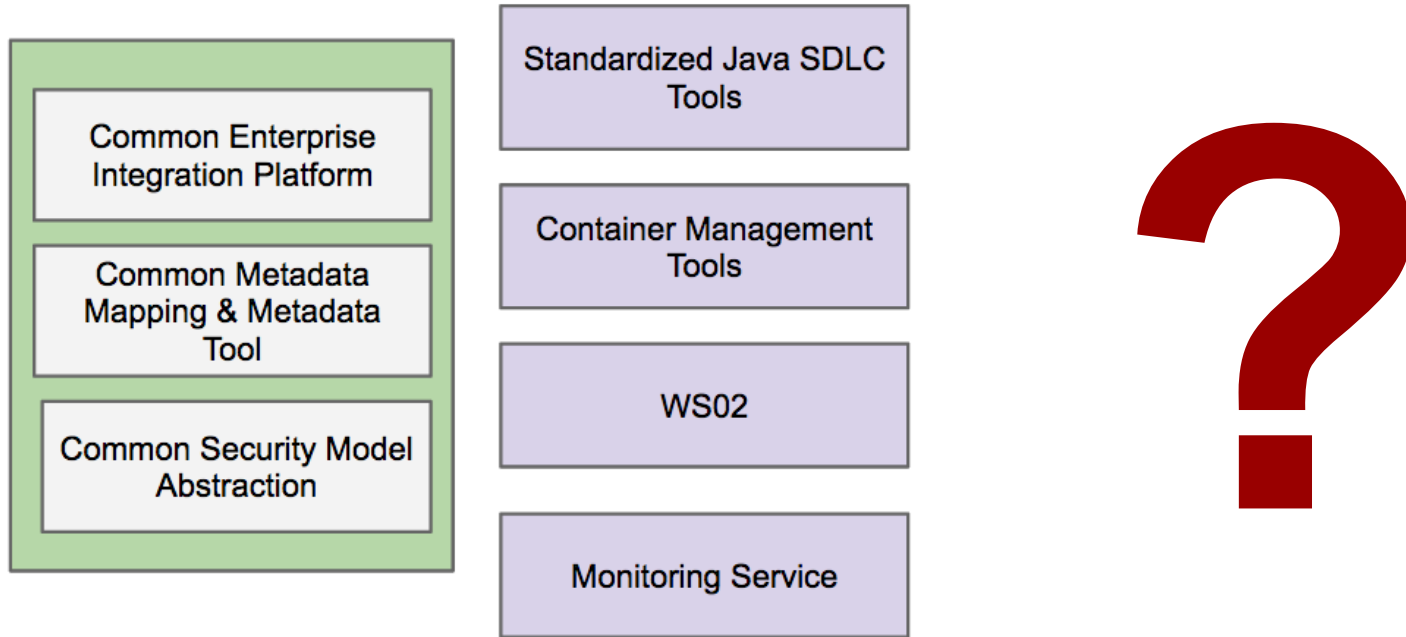 Common Enterprise
Integration Platform
Common Metadata
Mapping & Metadata
Tool
Common Security Model
Abstraction
Standardized Java SDLC
Tools
Container Management
Tools
WS02
Monitoring Service
?